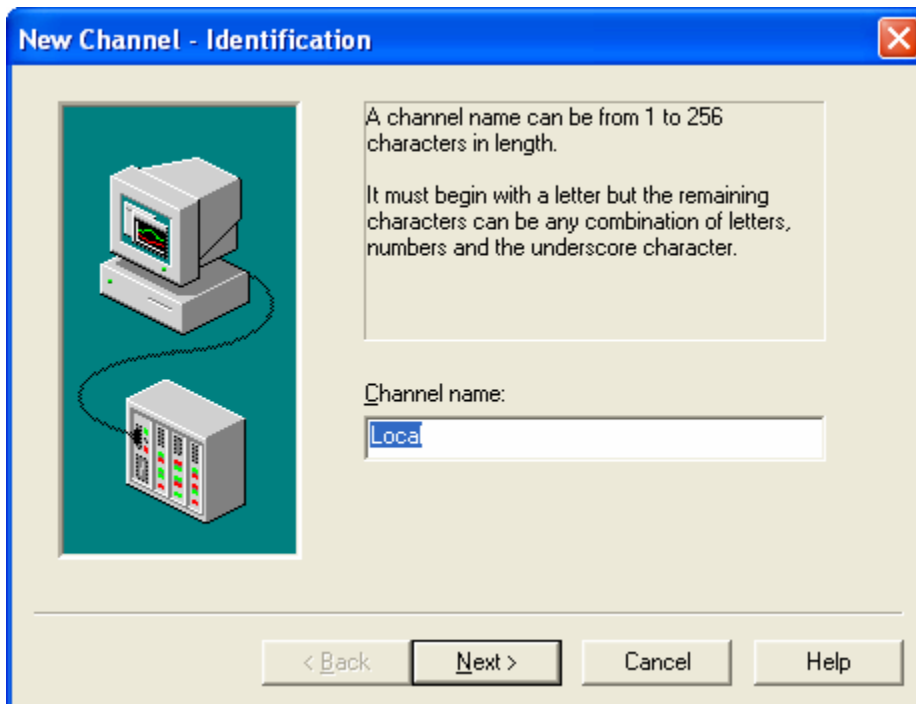 New Channel - Identification
A channel name can be from 1 to 256
characters in length.
It must begin with a letter but the remaining
characters can be any combination of letters,
numbers and the underscore character.
Channel name:
Local
< Back
Next >
Cancel
Help